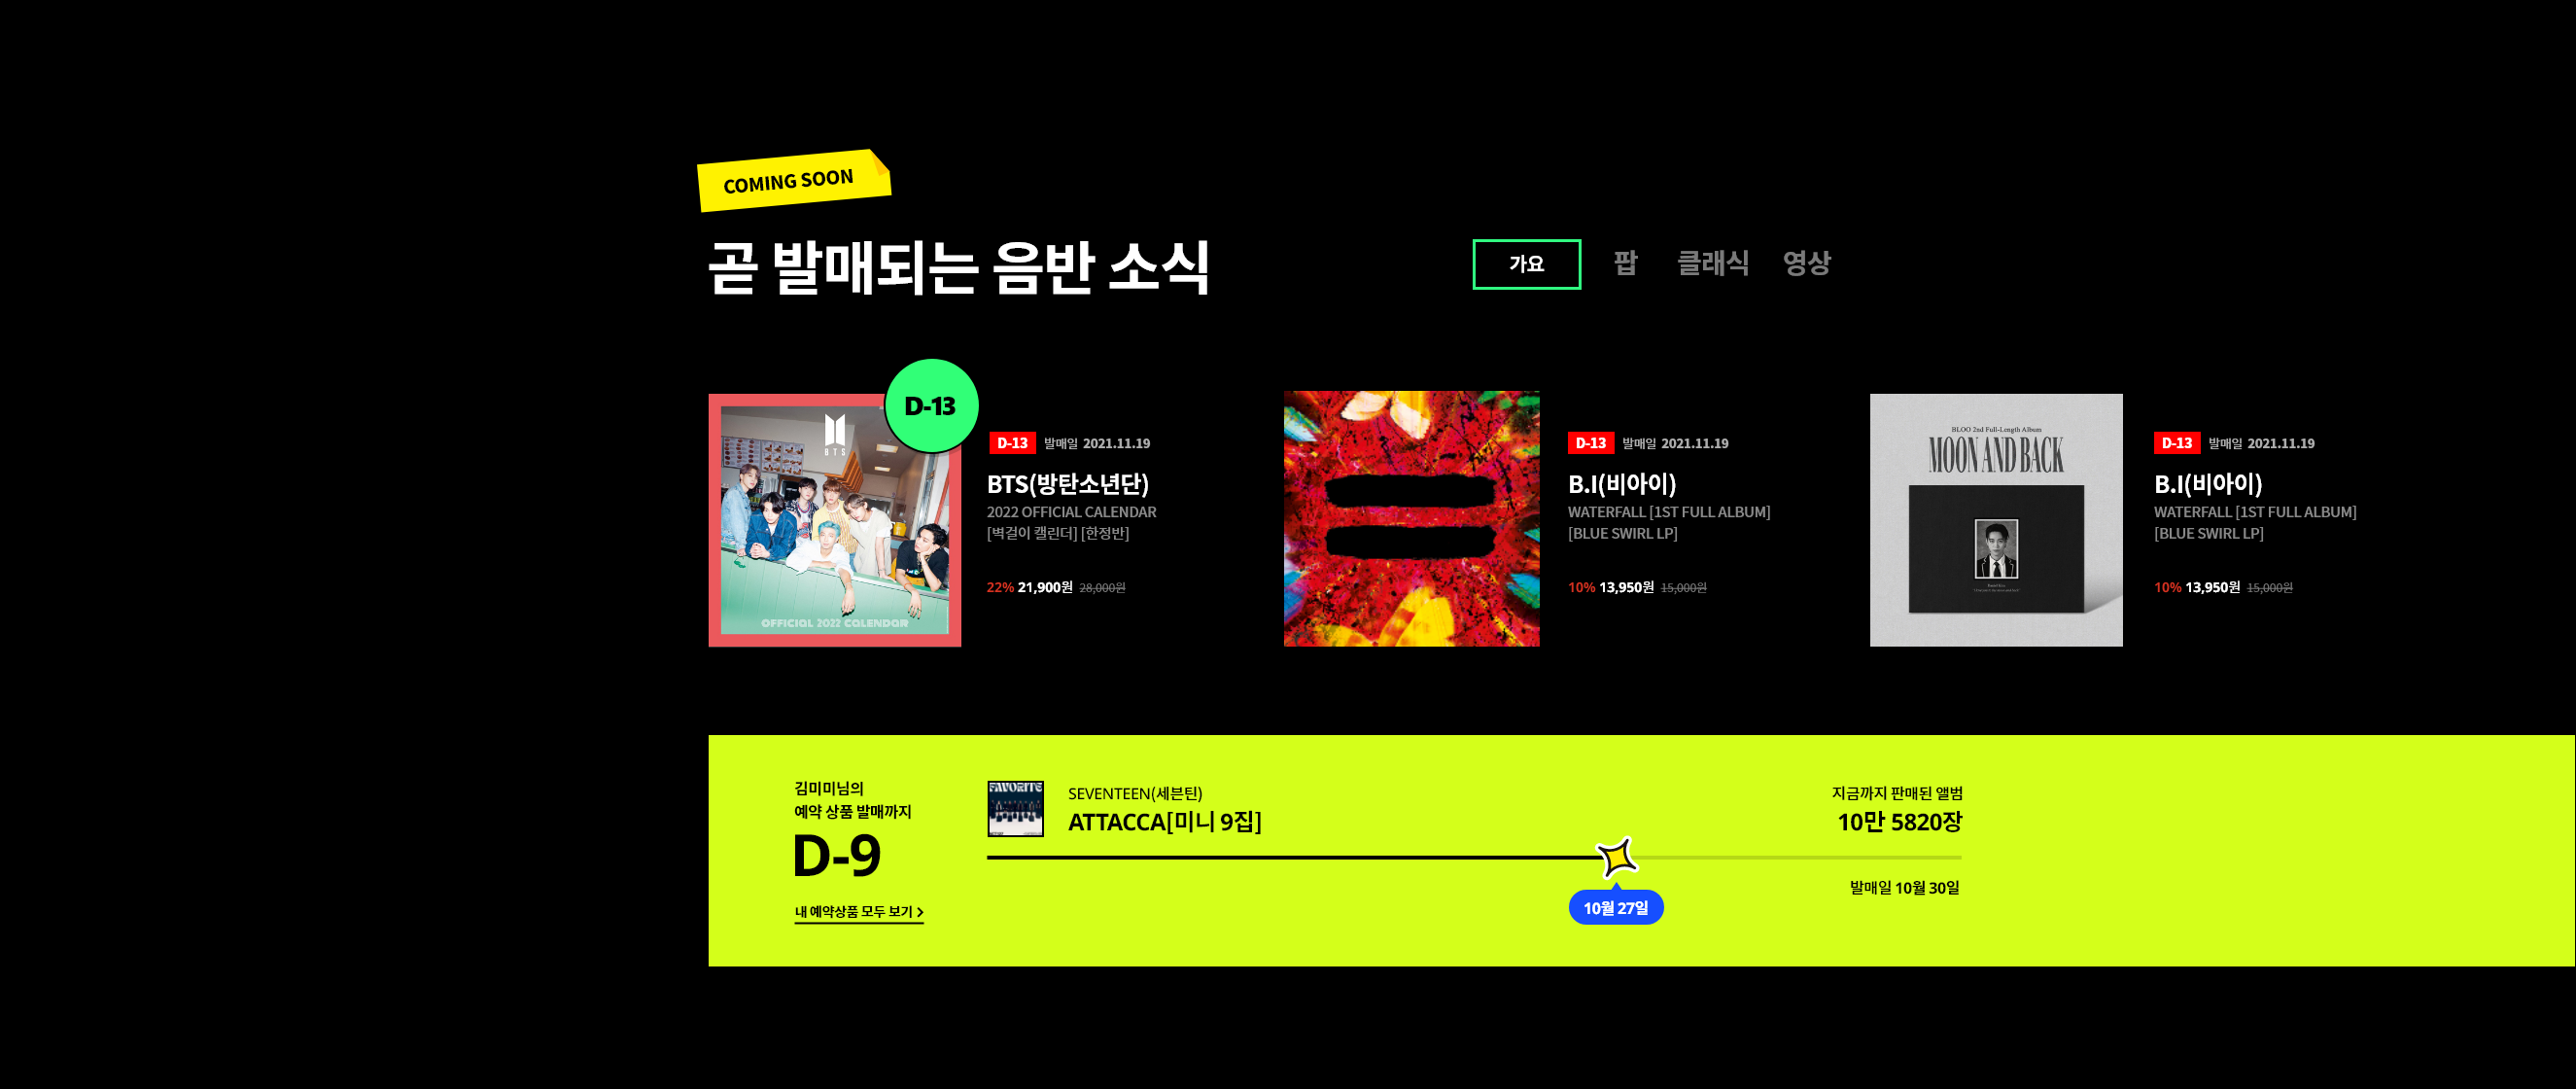 COMING SOON
곧 발매되는 음반 소식
가요 팝 클래식 영상
D-13
BTS
OFFICIAL 2022 CALENDAR
D-13 발매일 2021.11.19
BTS(방탄소년단)
2022 OFFICIAL CALENDAR
[벽걸이 캘린더] [한정반]
22% 21,900원 28,000원
D-13 발매일 2021.11.19
B.I(비아이)
WATERFALL [1ST FULL ALBUM]
[BLUE SWIRL LP]
10% 13,950원 15,000원
BLOO 2nd Full-Length Album
MOON AND BACK
D-13 발매일 2021.11.19
B.I(비아이)
WATERFALL [1ST FULL ALBUM]
[BLUE SWIRL LP]
10% 13,950원 15,000원
김미미님의
예약 상품 발매까지
D-9
내 예약상품 모두 보기 >
FAVORITE
SEVENTEEN(세븐틴)
ATTACCA[미니 9집]
10월 27일
지금까지 판매된 앨범
10만 5820장
발매일 10월 30일